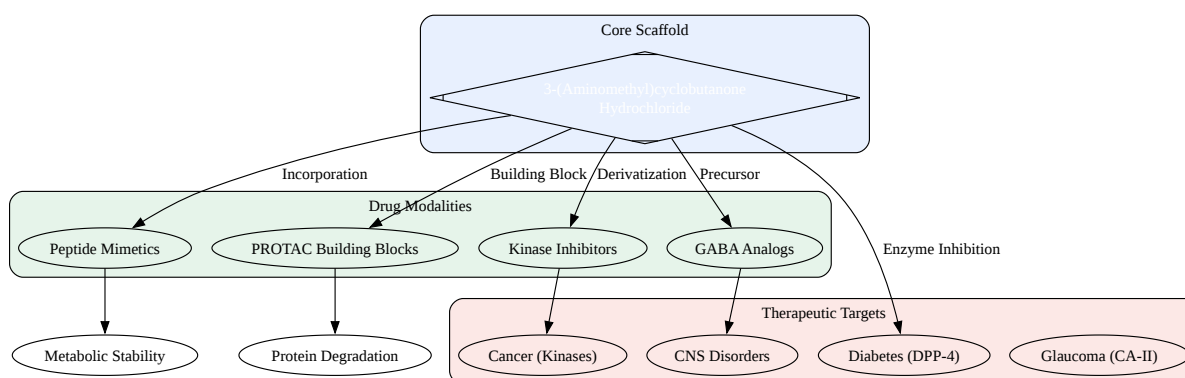 Core Scaffold
3-(Aminomethyl)cyclobutanone
Hydrochloride
Incorporation
Building Block
Derivatization
Precursor
Drug Modalities
Peptide Mimetics
PROTAC Building Blocks
Kinase Inhibitors
GABA Analogs
Enzyme Inhibition
Therapeutic Targets
Metabolic Stability
Protein Degradation
Cancer (Kinases)
CNS Disorders
Diabetes (DPP-4)
Glaucoma (CA-II)